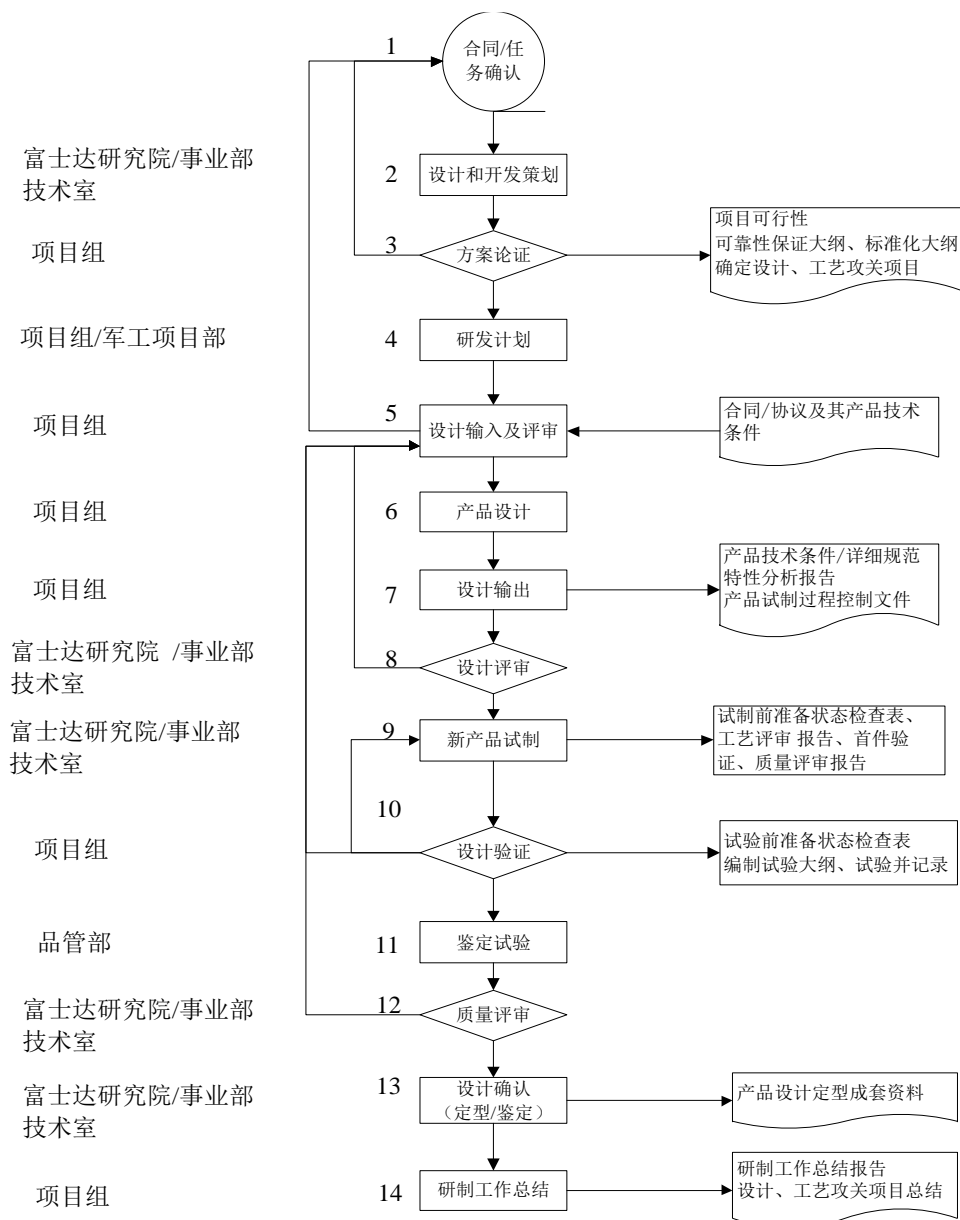 1
合同/任
务确认
富士达研究院/事业部
技术室
2
设计和开发策划
项目组
3
方案论证
项目可行性
可靠性保证大纲、标准化大纲
确定设计、工艺攻关项目
项目组/军工项目部
4
研发计划
项目组
5
设计输入及评审
合同/协议及其产品技术
条件
项目组
6
产品设计
项目组
7
设计输出
产品技术条件/详细规范
特性分析报告
产品试制过程控制文件
富士达研究院 /事业部
技术室
8
设计评审
富士达研究院/事业部
技术室
9
新产品试制
试制前准备状态检查表、
工艺评审 报告、首件验
证、质量评审报告
项目组
10
设计验证
试验前准备状态检查表
编制试验大纲、试验并记录
品管部
11
鉴定试验
富士达研究院/事业部
技术室
12
质量评审
富士达研究院/事业部
技术室
13
设计确认
（定型/鉴定）
产品设计定型成套资料
项目组
14
研制工作总结
研制工作总结报告
设计、工艺攻关项目总结